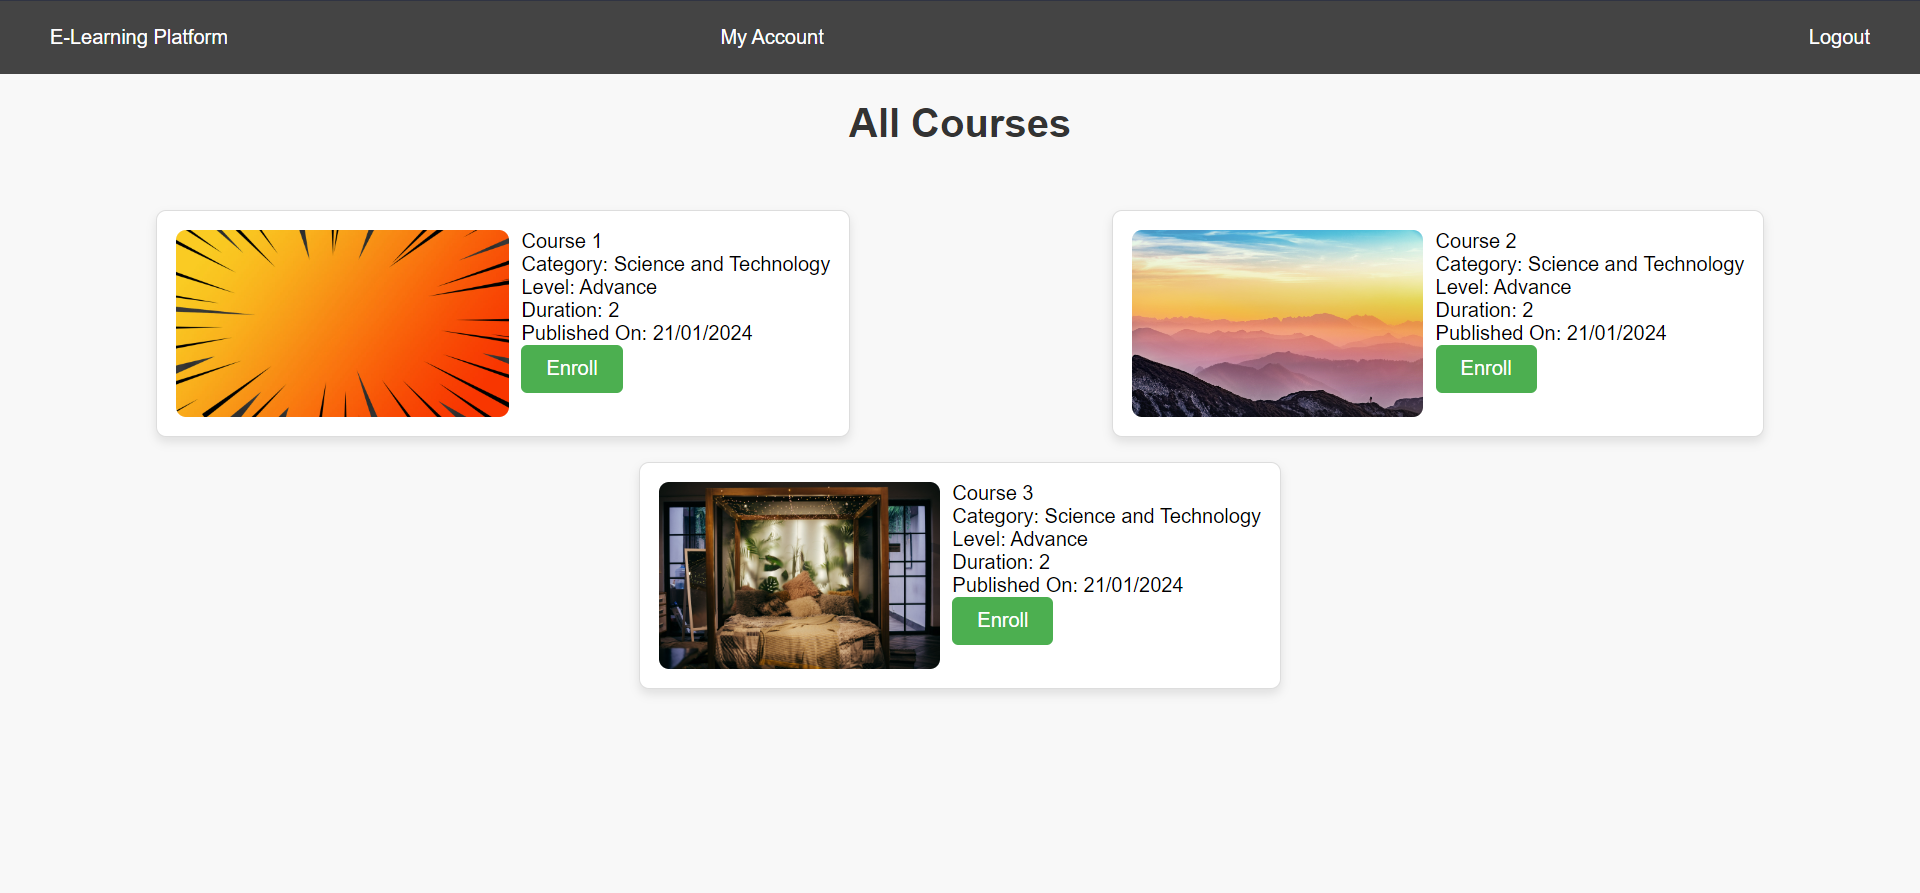 E-Learning Platform
My Account
Logout
All Courses
Course 1
Category: Science and Technology
Level: Advance
Duration: 2
Published On: 21/01/2024
Enroll
Course 2
Category: Science and Technology
Level: Advance
Duration: 2
Published On: 21/01/2024
Enroll
Course 3
Category: Science and Technology
Level: Advance
Duration: 2
Published On: 21/01/2024
Enroll